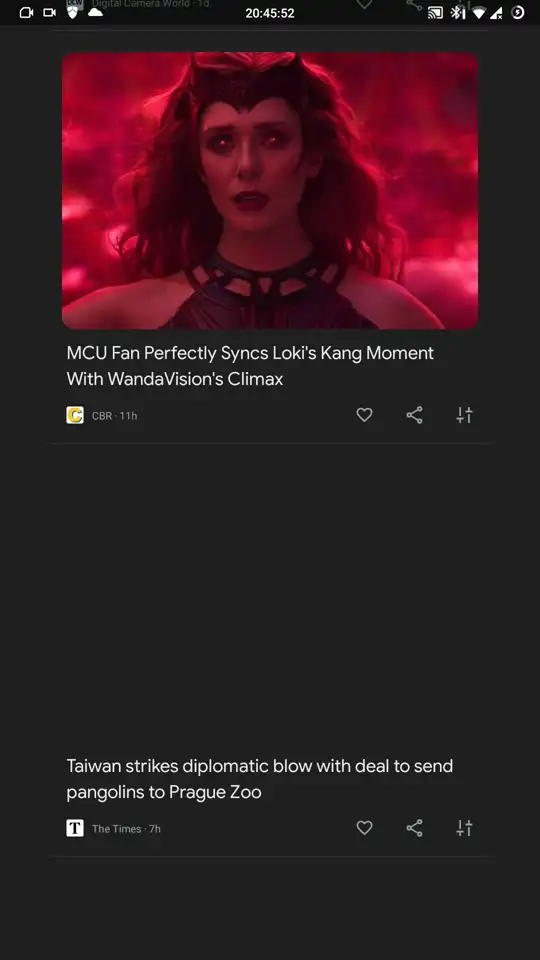 Digital Camera World · 1d
20:45:52
MCU Fan Perfectly Syncs Loki's Kang Moment
With WandaVision's Climax
C CBR · 11h
Taiwan strikes diplomatic blow with deal to send
pangolins to Prague Zoo
T The Times · 7h